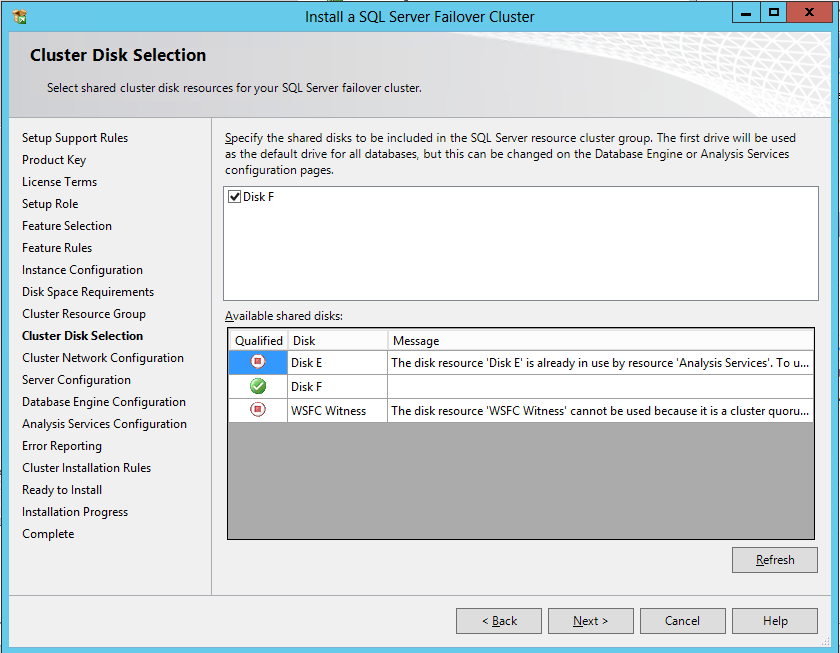 Install a SQL Server Failover Cluster
Cluster Disk Selection
Select shared cluster disk resources for your SQL Server failover cluster.
Setup Support Rules
Product Key
License Terms
Setup Role
Feature Selection
Feature Rules
Instance Configuration
Disk Space Requirements
Cluster Resource Group
Cluster Disk Selection
Cluster Network Configuration
Server Configuration
Database Engine Configuration
Analysis Services Configuration
Error Reporting
Cluster Installation Rules
Ready to Install
Installation Progress
Complete
Specify the shared disks to be included in the SQL Server resource cluster group. The first drive will be used
as the default drive for all databases, but this can be changed on the Database Engine or Analysis Services
configuration pages.
Disk F
Available shared disks:
Qualified Disk Message
Disk E The disk resource 'Disk E' is already in use by resource 'Analysis Services'. To u...
Disk F
WSFC Witness The disk resource 'WSFC Witness' cannot be used because it is a cluster quoru...
Refresh
< Back Next > Cancel Help